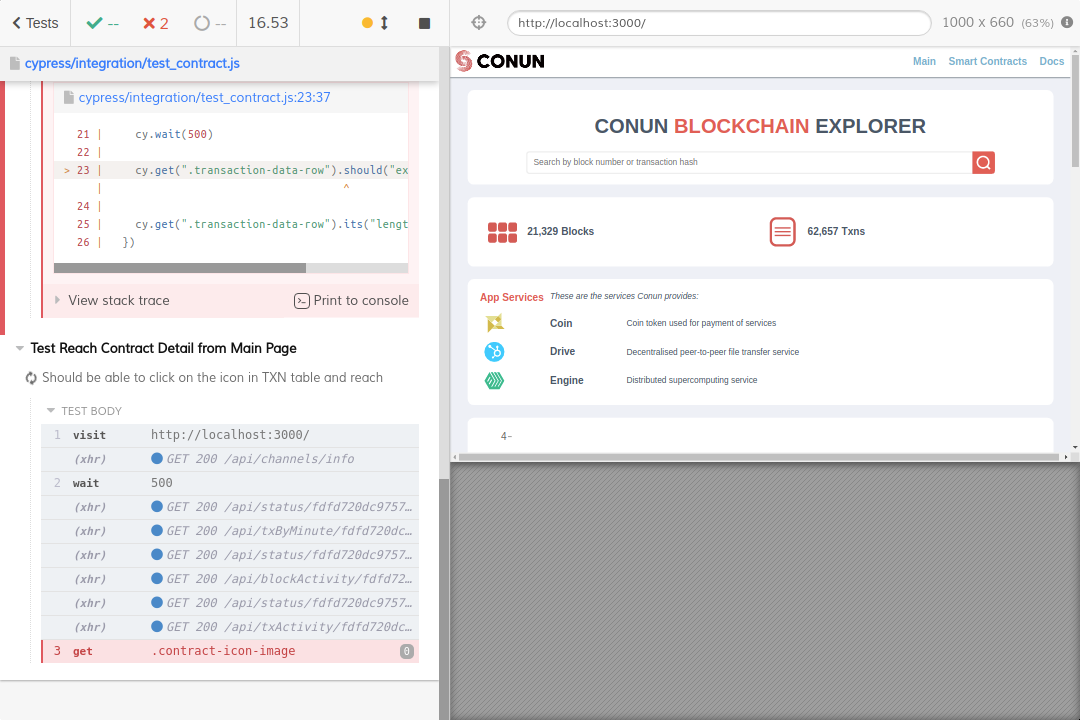 Tests
--
2
--
16.53
http://localhost:3000/
1000 x 660 (63%)
cypress/integration/test_contract.js
cypress/integration/test_contract.js:23:37
21 | cy.wait(500)
22 |
> 23 | cy.get(".transaction-data-row").should("ex
| ^
24 |
25 | cy.get(".transaction-data-row").its("lengt
26 | })
View stack trace
Print to console
Test Reach Contract Detail from Main Page
Should be able to click on the icon in TXN table and reach
TEST BODY
1 visit http://localhost:3000/
(xhr) GET 200 /api/channels/info
2 wait 500
(xhr) GET 200 /api/status/fdfd720dc9757…
(xhr) GET 200 /api/txByMinute/fdfd720dc…
(xhr) GET 200 /api/status/fdfd720dc9757…
(xhr) GET 200 /api/blockActivity/fdfd72…
(xhr) GET 200 /api/status/fdfd720dc9757…
(xhr) GET 200 /api/txActivity/fdfd720dc…
3 get .contract-icon-image 0
CONUN
Main Smart Contracts Docs
CONUN BLOCKCHAIN EXPLORER
Search by block number or transaction hash
21,329 Blocks
62,657 Txns
App Services These are the services Conun provides:
Coin Coin token used for payment of services
Drive Decentralised peer-to-peer file transfer service
Engine Distributed supercomputing service
4-